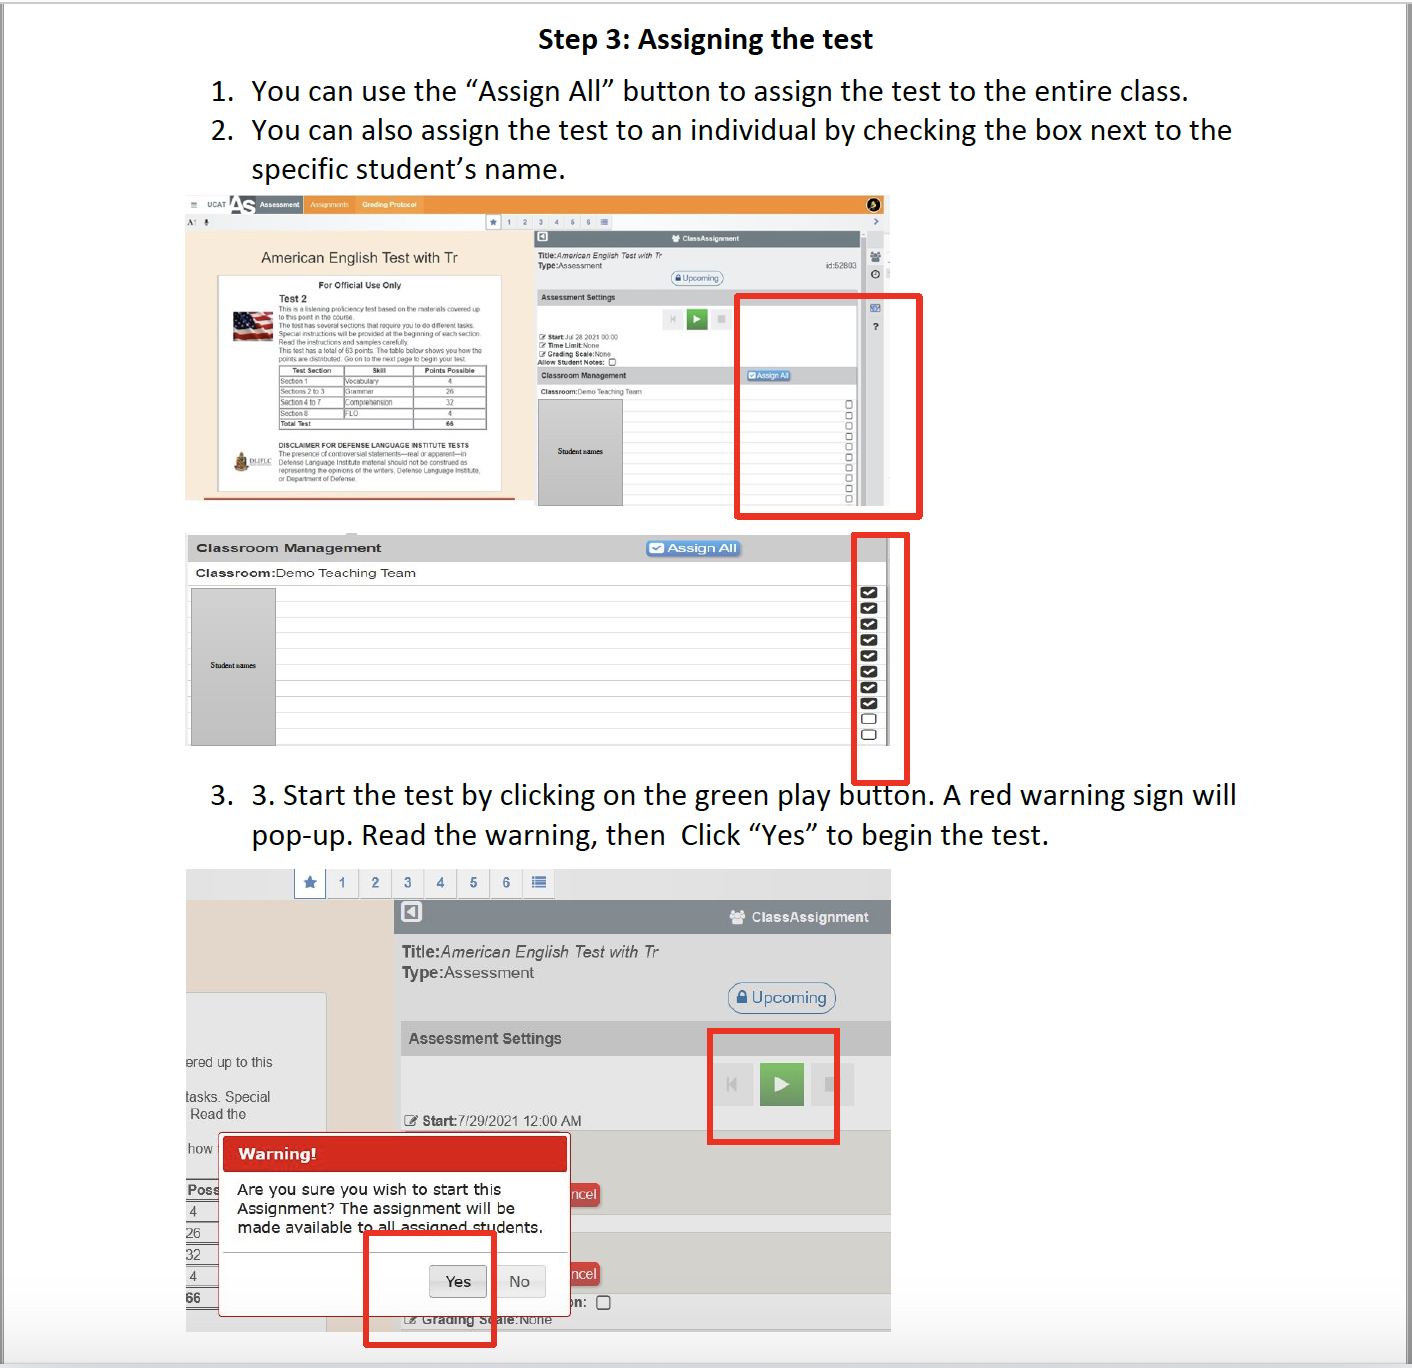 Step 3: Assigning the test
1. You can use the “Assign All” button to assign the test to the entire class.
2. You can also assign the test to an individual by checking the box next to the
specific student’s name.
UCAT AS Assessment Assignments Grading Protocol
A
1 2 3 4 5 6
American English Test with Tr
For Official Use Only
Test 2
This is a listening proficiency test based on the materials covered up
to this point in the course.
The test has several sections that require you to do different tasks.
Special instructions will be provided at the beginning of each section.
Read the instructions and samples carefully.
This test has a total of 63 points. The table below shows you how the
points are distributed. Go on to the next page to begin your test.
Test Section Skill Points Possible
Section 1 Vocabulary 4
Sections 2 to 3 Grammar 26
Section 4 to 7 Comprehension 32
Section 8 FLO 4
Total Test 66
DISCLAIMER FOR DEFENSE LANGUAGE INSTITUTE TESTS
The presence of controversial statements—real or apparent—in
Defense Language Institute material should not be construed as
representing the opinions of the writers, Defense Language Institute,
or Department of Defense.
DLIFLC
ClassAssignment
Title:American English Test with Tr
Type:Assessment id:52803
Upcoming
Assessment Settings
Start:Jul 28 2021 00:00
Time Limit:None
Grading Scale:None
Allow Student Notes:
Classroom Management Assign All
Classroom:Demo Teaching Team
Student names
?
Classroom Management Assign All
Classroom:Demo Teaching Team
Student names
3. 3. Start the test by clicking on the green play button. A red warning sign will
pop-up. Read the warning, then  Click “Yes” to begin the test.
1 2 3 4 5 6
ClassAssignment
Title:American English Test with Tr
Type:Assessment
Upcoming
Assessment Settings
Start:7/29/2021 12:00 AM
ered up to this
tasks. Special
Read the
how
Poss
4
26
32
4
66
Warning!
Are you sure you wish to start this
Assignment? The assignment will be
made available to all assigned students.
Yes No
ncel
ncel
on:
Grading Scale:None